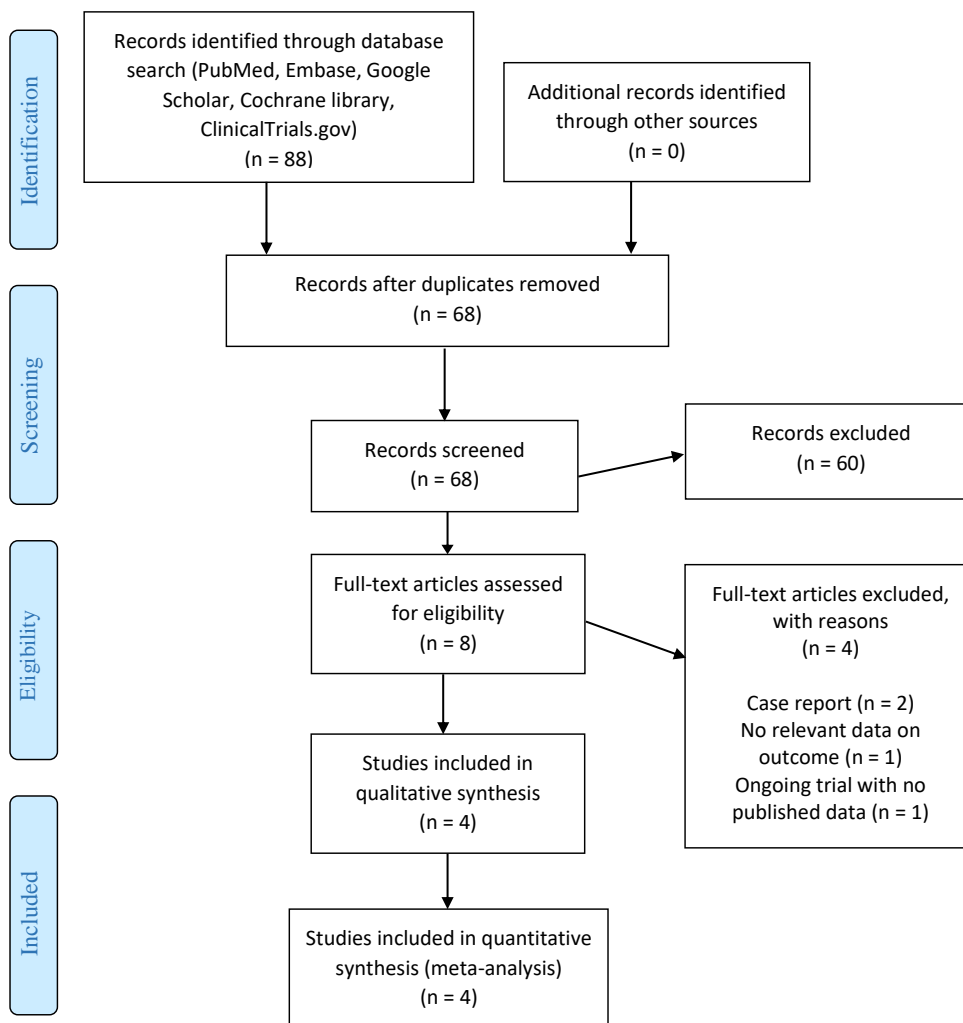 Identification
Records identified through database
search (PubMed, Embase, Google
Scholar, Cochrane library,
ClinicalTrials.gov)
(n = 88)
Additional records identified
through other sources
(n = 0)
Screening
Records after duplicates removed
(n = 68)
Records screened
(n = 68)
Records excluded
(n = 60)
Eligibility
Full-text articles assessed
for eligibility
(n = 8)
Full-text articles excluded,
with reasons
(n = 4)
Case report (n = 2)
No relevant data on
outcome (n = 1)
Ongoing trial with no
published data (n = 1)
Studies included in
qualitative synthesis
(n = 4)
Included
Studies included in quantitative
synthesis (meta-analysis)
(n = 4)